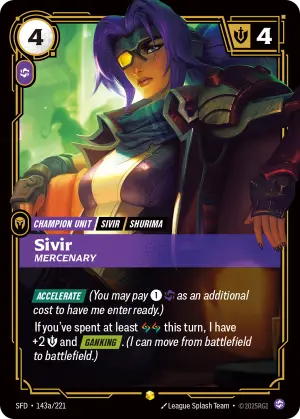 4
4
CHAMPION UNIT SIVIR SHURIMA
Sivir
MERCENARY
ACCELERATE (You may pay 1 as an additional
cost to have me enter ready.)
If you've spent at least this turn, I have
+2 and GANKING. (I can move from battlefield
to battlefield.)
SFD • 143a/221
League Splash Team • ©2025RGI